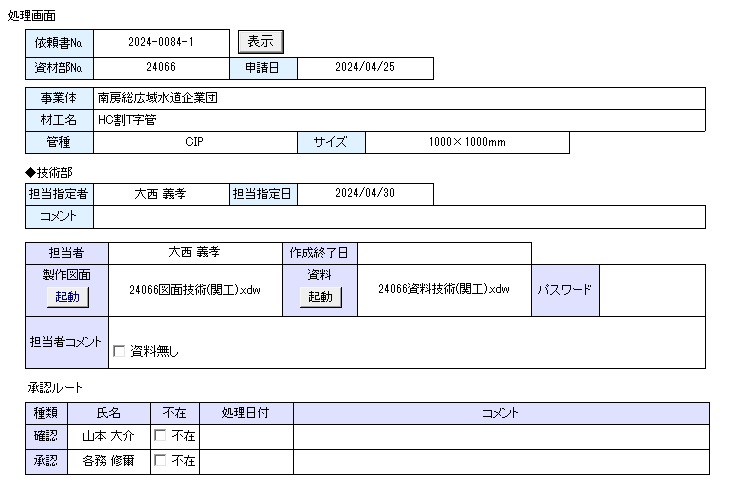 処理画面
依頼書No. 2024-0084-1 表示
資材部No. 24066 申請日 2024/04/25
事業体 南房総広域水道企業団
材工名 HC割T字管
管種 CIP サイズ 1000×1000mm
◆技術部
担当指定者 大西 義孝 担当指定日 2024/04/30
コメント
担当者 大西 義孝 作成終了日
製作図面 起動 24066図面技術(関工).xdw 資料 起動 24066資料技術(関工).xdw パスワード
担当者コメント 資料無し
承認ルート
種類 氏名 不在 処理日付 コメント
確認 山本 大介 不在
承認 各務 修爾 不在